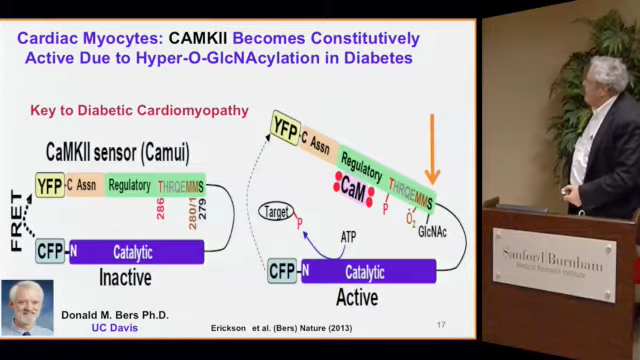 Cardiac Myocytes: CAMKII Becomes Constitutively
Active Due to Hyper-O-GlcNAcylation in Diabetes
Key to Diabetic Cardiomyopathy
CaMKII sensor (Camui)
YFP C Assn Regulatory THRQEMMS
286
280/1
279
FRET
CFP N Catalytic
Inactive
YFP C Assn Regulatory THRQEMMS
CaM
P
O2
GlcNAc
Target
P
ATP
CFP N Catalytic
Active
Donald M. Bers Ph.D.
UC Davis
Erickson et al. (Bers) Nature (2013)
17
Sanford Burnham
Medical Research Institute